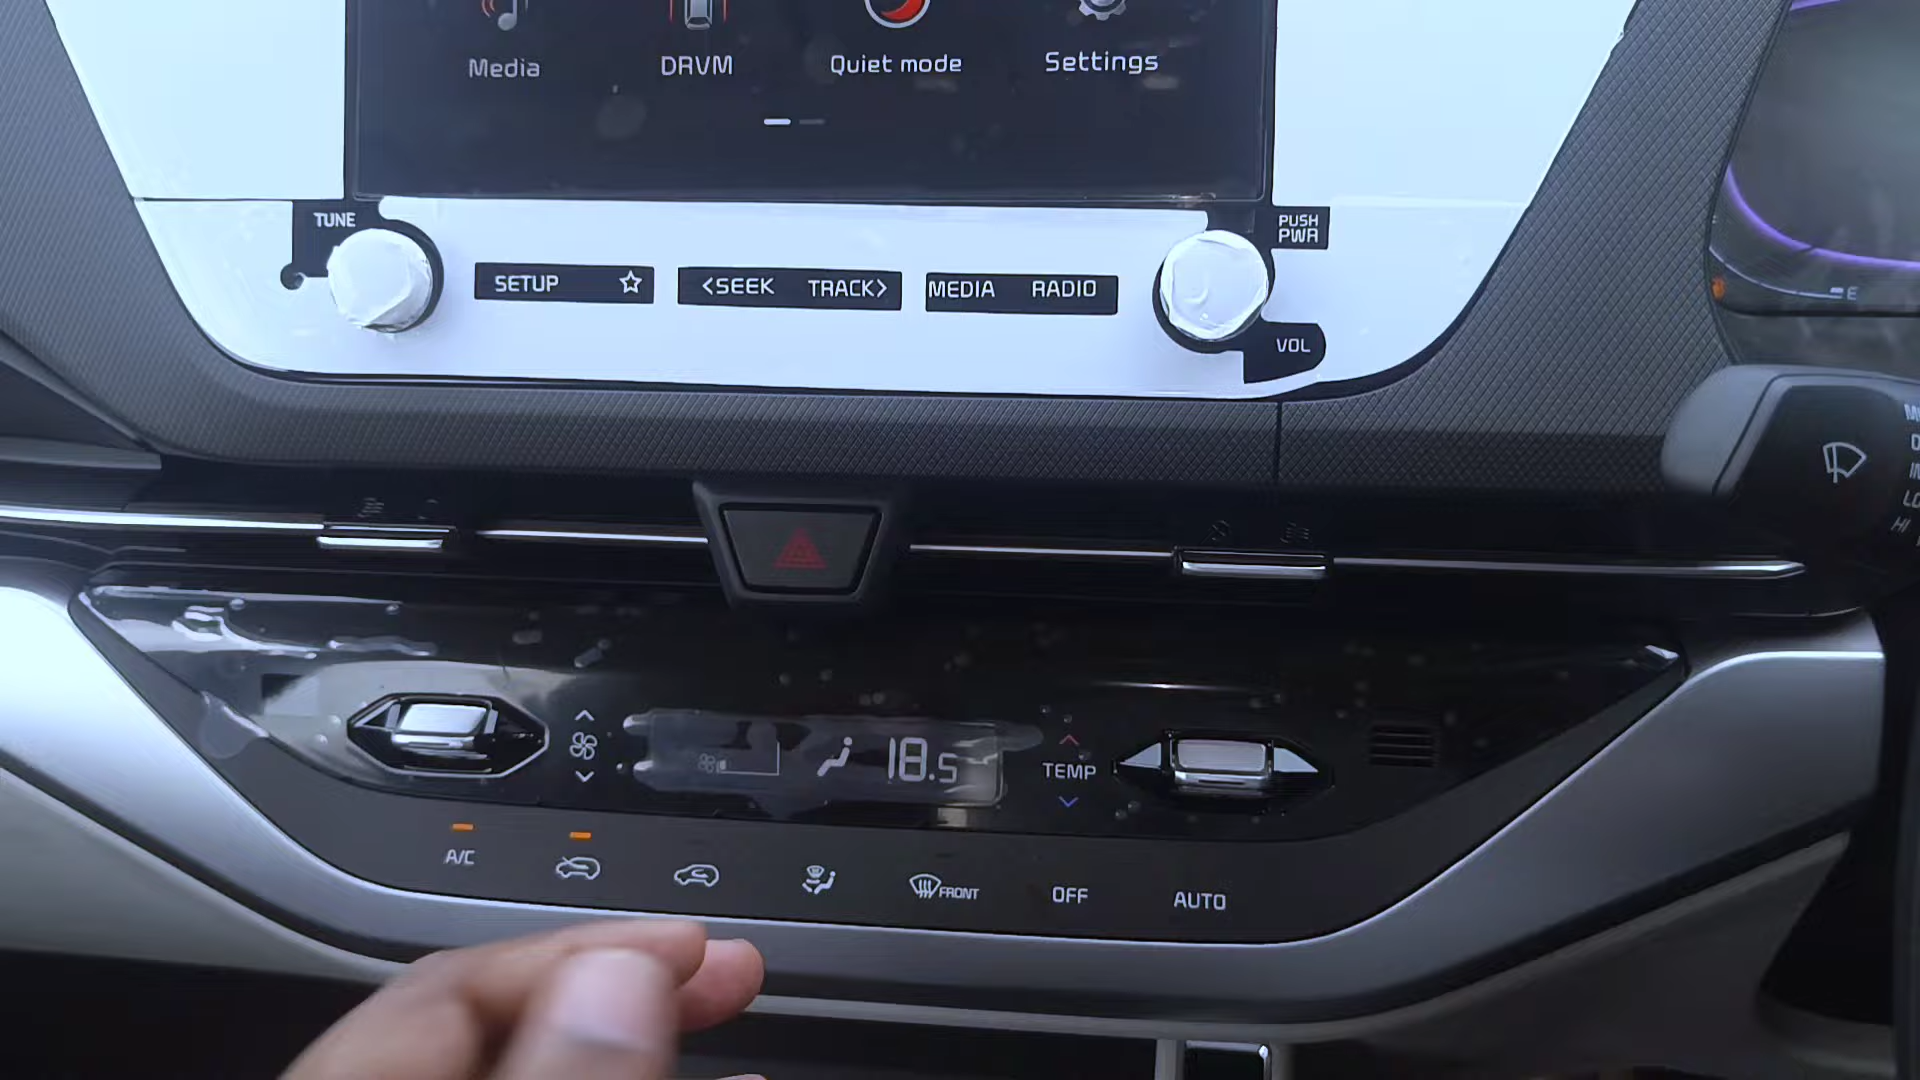 Media
DRVM
Quiet mode
Settings
TUNE
PUSH
PWR
SETUP
<SEEK TRACK>
MEDIA RADIO
VOL
E
HI
18.5
TEMP
A/C
FRONT
OFF
AUTO